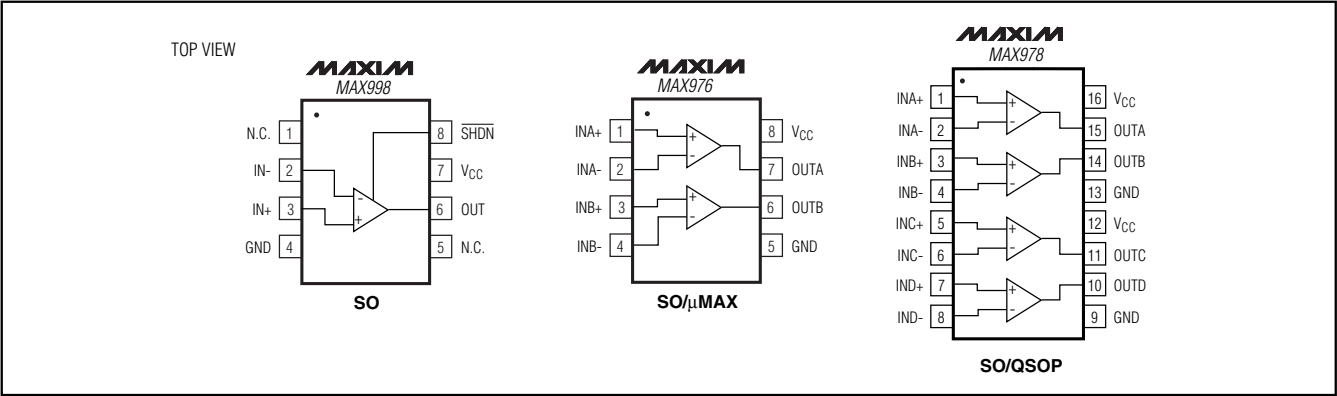 TOP VIEW
MAXIM
MAX998
N.C. 1
IN- 2
IN+ 3
GND 4
8 SHDN
7 VCC
6 OUT
5 N.C.
-
+
SO
MAXIM
MAX976
INA+ 1
INA- 2
INB+ 3
INB- 4
8 VCC
7 OUTA
6 OUTB
5 GND
+
-
+
-
SO/μMAX
MAXIM
MAX978
INA+ 1
INA- 2
INB+ 3
INB- 4
INC+ 5
INC- 6
IND+ 7
IND- 8
16 VCC
15 OUTA
14 OUTB
13 GND
12 VCC
11 OUTC
10 OUTD
9 GND
+
-
+
-
+
-
+
-
SO/QSOP